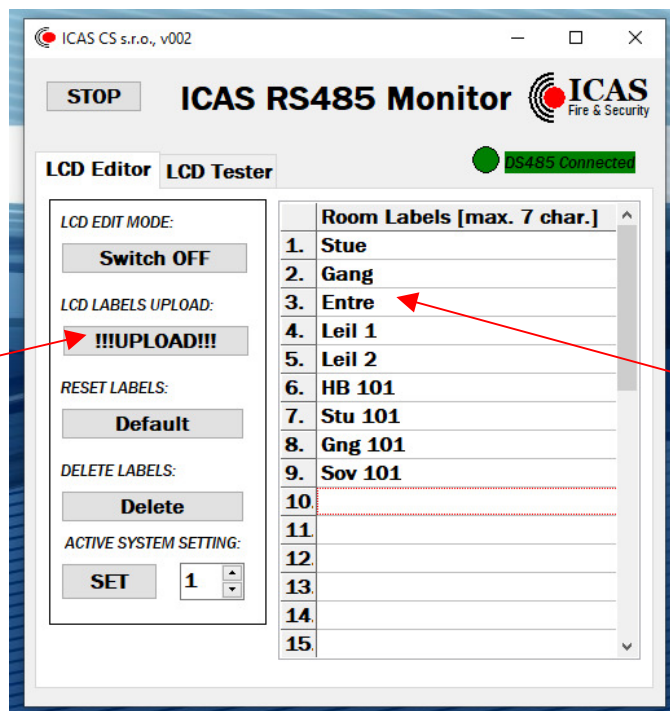 ICAS CS s.r.o., v002
STOP
ICAS RS485 Monitor
ICAS
Fire & Security
LCD Editor
LCD Tester
DS485 Connected
LCD EDIT MODE:
Switch OFF
LCD LABELS UPLOAD:
!!!UPLOAD!!!
RESET LABELS:
Default
DELETE LABELS:
Delete
ACTIVE SYSTEM SETTING:
SET
1
Room Labels [max. 7 char.]
1. Stue
2. Gang
3. Entre
4. Leil 1
5. Leil 2
6. HB 101
7. Stu 101
8. Gng 101
9. Sov 101
10.
11.
12.
13.
14.
15.